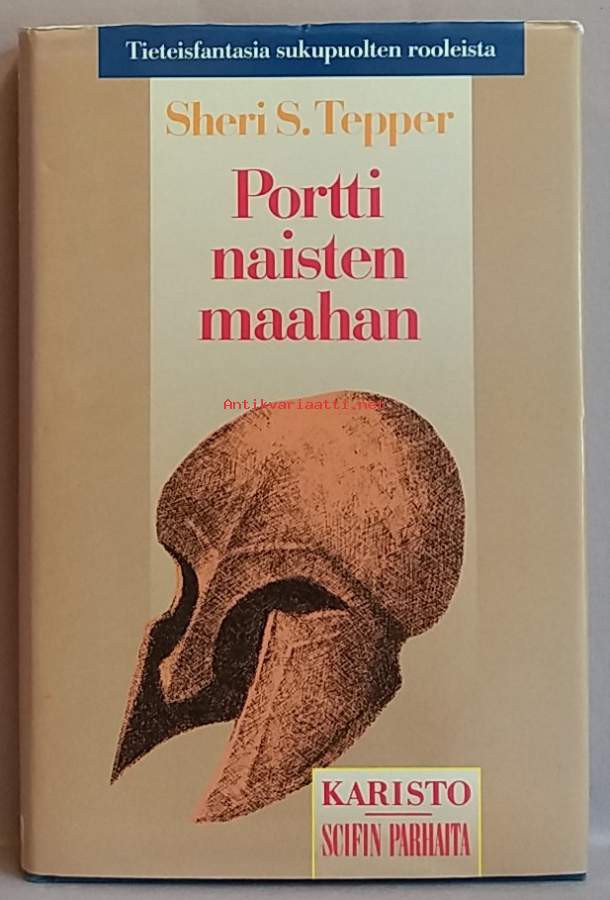 Tieteisfantasia sukupuolten rooleista
Sheri S. Tepper
Portti
naisten
maahan
Antikvariaatti.net
KARISTO
SCIFIN PARHAITA